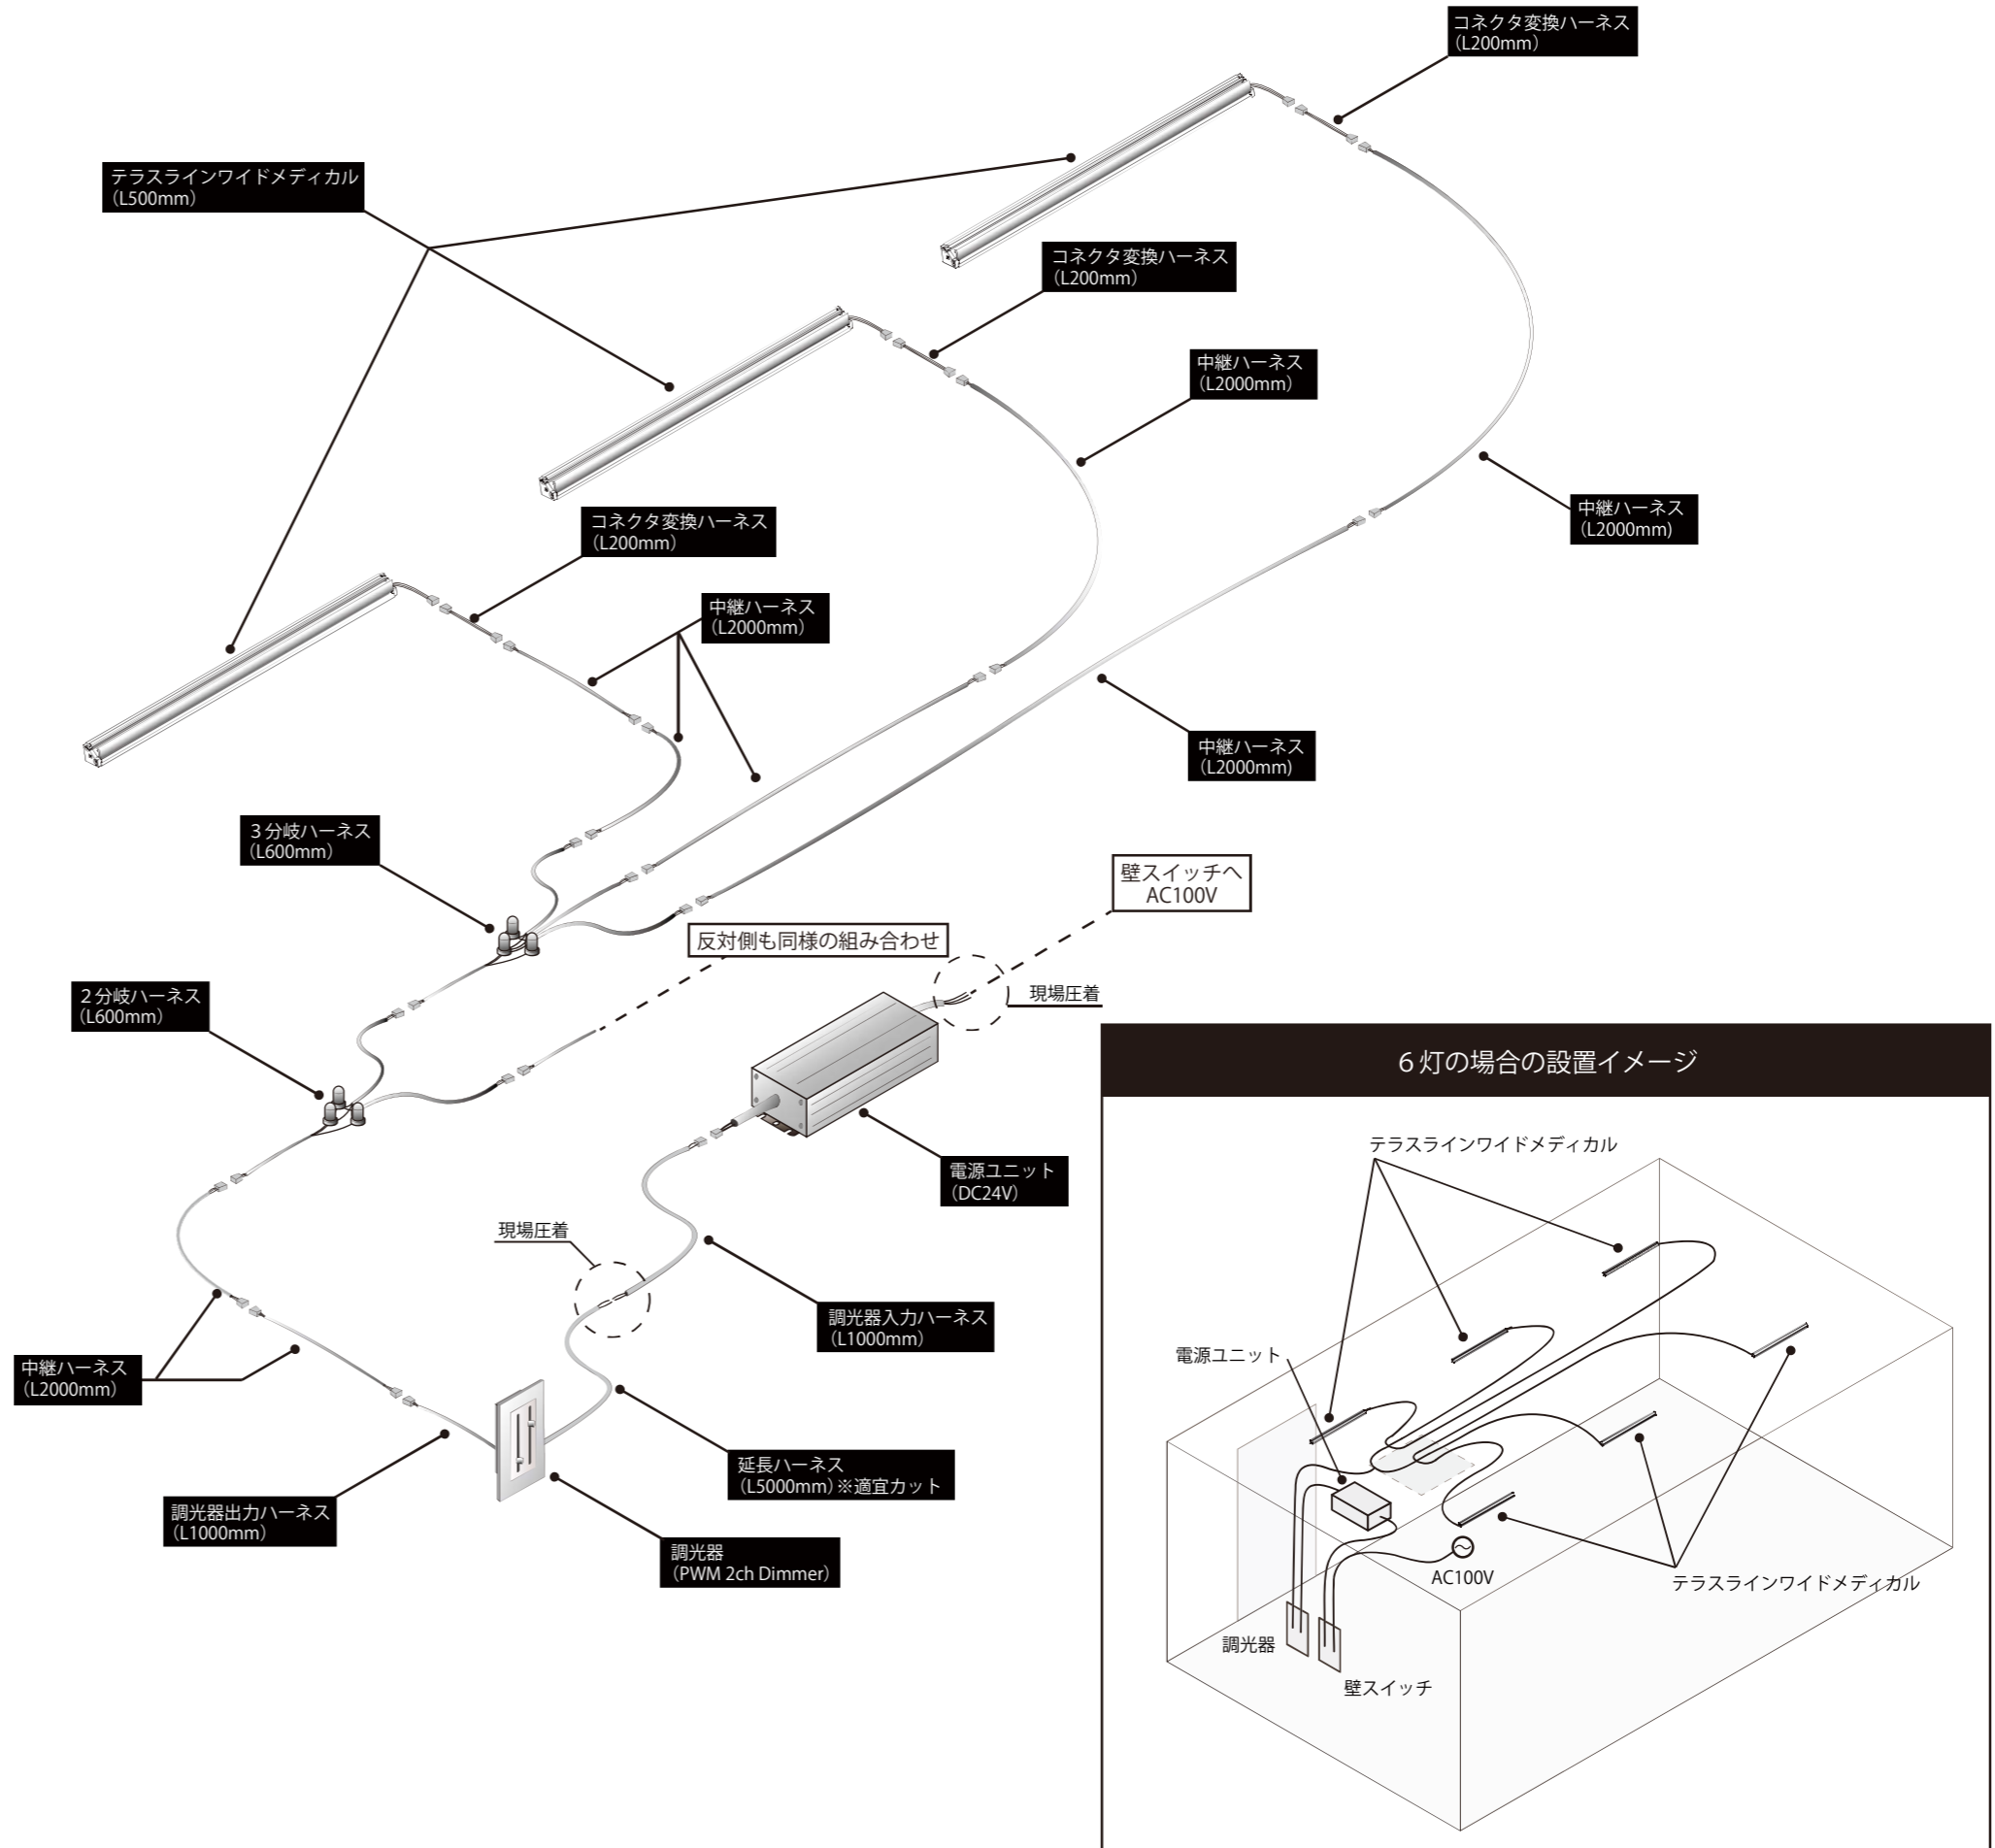 コネクタ変換ハーネス
（L200mm）
テラスラインワイドメディカル
（L500mm）
コネクタ変換ハーネス
（L200mm）
中継ハーネス
（L2000mm）
中継ハーネス
（L2000mm)
コネクタ変換ハーネス
（L200mm）
中継ハーネス
（L2000mm）
中継ハーネス
（L2000mm)
３分岐ハーネス
（L600mm）
壁スイッチへ
AC100V
反対側も同様の組み合わせ
現場圧着
２分岐ハーネス
（L600mm）
電源ユニット
（DC24V）
現場圧着
調光器入力ハーネス
（L1000mm）
中継ハーネス
（L2000mm）
延長ハーネス
（L5000mm）※適宜カット
調光器出力ハーネス
（L1000mm）
調光器
（PWM 2ch Dimmer）
６灯の場合の設置イメージ
テラスラインワイドメディカル
電源ユニット
AC100V
テラスラインワイドメディカル
調光器
壁スイッチ